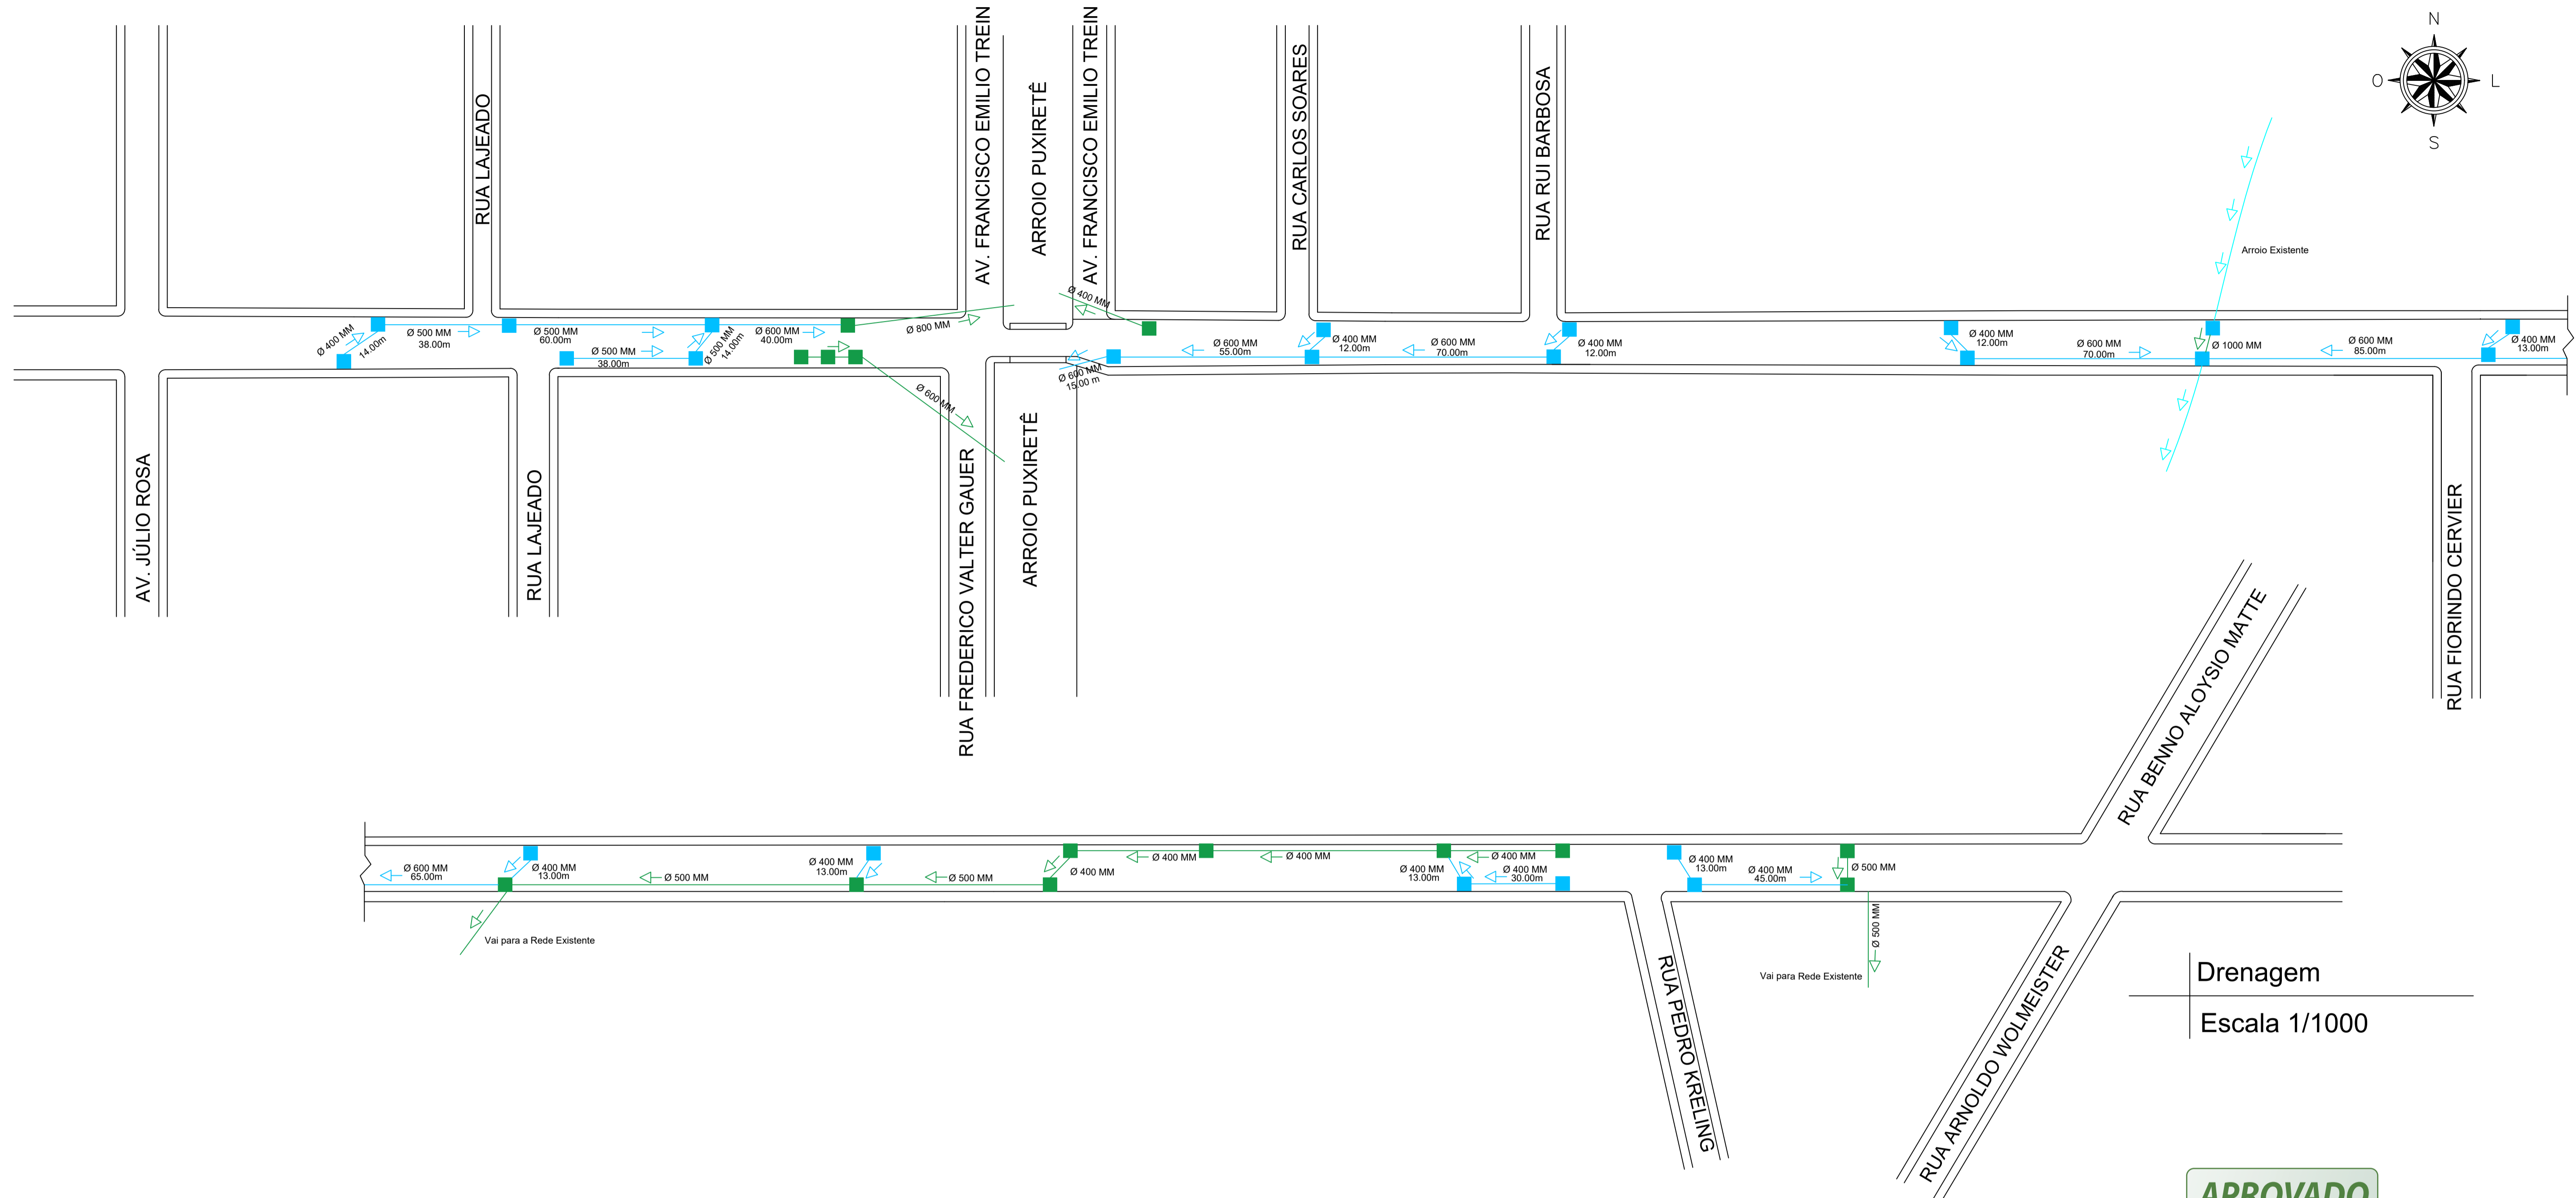 N
O
L
S
AV. FRANCISCO EMILIO TREIN
ARROIO PUXIRETÊ
AV. FRANCISCO EMILIO TREIN
RUA LAJEADO
RUA CARLOS SOARES
RUA RUI BARBOSA
Arroio Existente
Ø 400 MM
14.00m
Ø 500 MM
38.00m
Ø 500 MM
60.00m
Ø 500 MM
38.00m
Ø 500 MM
14.00m
Ø 600 MM
40.00m
Ø 800 MM
Ø 600 MM
Ø 400 MM
Ø 600 MM
15.00 m
Ø 600 MM
55.00m
Ø 400 MM
12.00m
Ø 600 MM
70.00m
Ø 400 MM
12.00m
Ø 400 MM
12.00m
Ø 600 MM
70.00m
Ø 1000 MM
Ø 600 MM
85.00m
Ø 400 MM
13.00m
AV. JÚLIO ROSA
RUA LAJEADO
RUA FREDERICO VALTER GAUER
ARROIO PUXIRETÊ
RUA FIORINDO CERVIER
RUA BENNO ALOYSIO MATTE
Ø 600 MM
65.00m
Ø 400 MM
13.00m
Ø 500 MM
Ø 400 MM
13.00m
Ø 500 MM
Ø 400 MM
Ø 400 MM
Ø 400 MM
Ø 400 MM
Ø 400 MM
13.00m
Ø 400 MM
30.00m
Ø 400 MM
13.00m
Ø 400 MM
45.00m
Ø 500 MM
Ø 500 MM
Vai para a Rede Existente
Vai para Rede Existente
RUA PEDRO KRELING
RUA ARNOLDO WOLMEISTER
Drenagem
Escala 1/1000
APROVADO